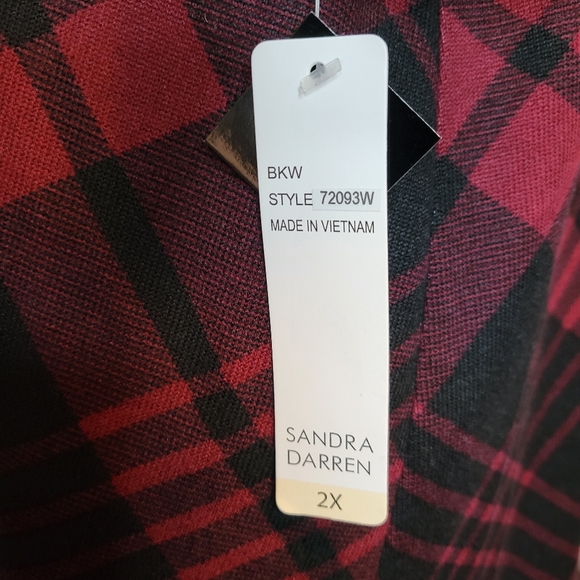 BKW
STYLE 72093W
MADE IN VIETNAM
SANDRA
DARREN
2X